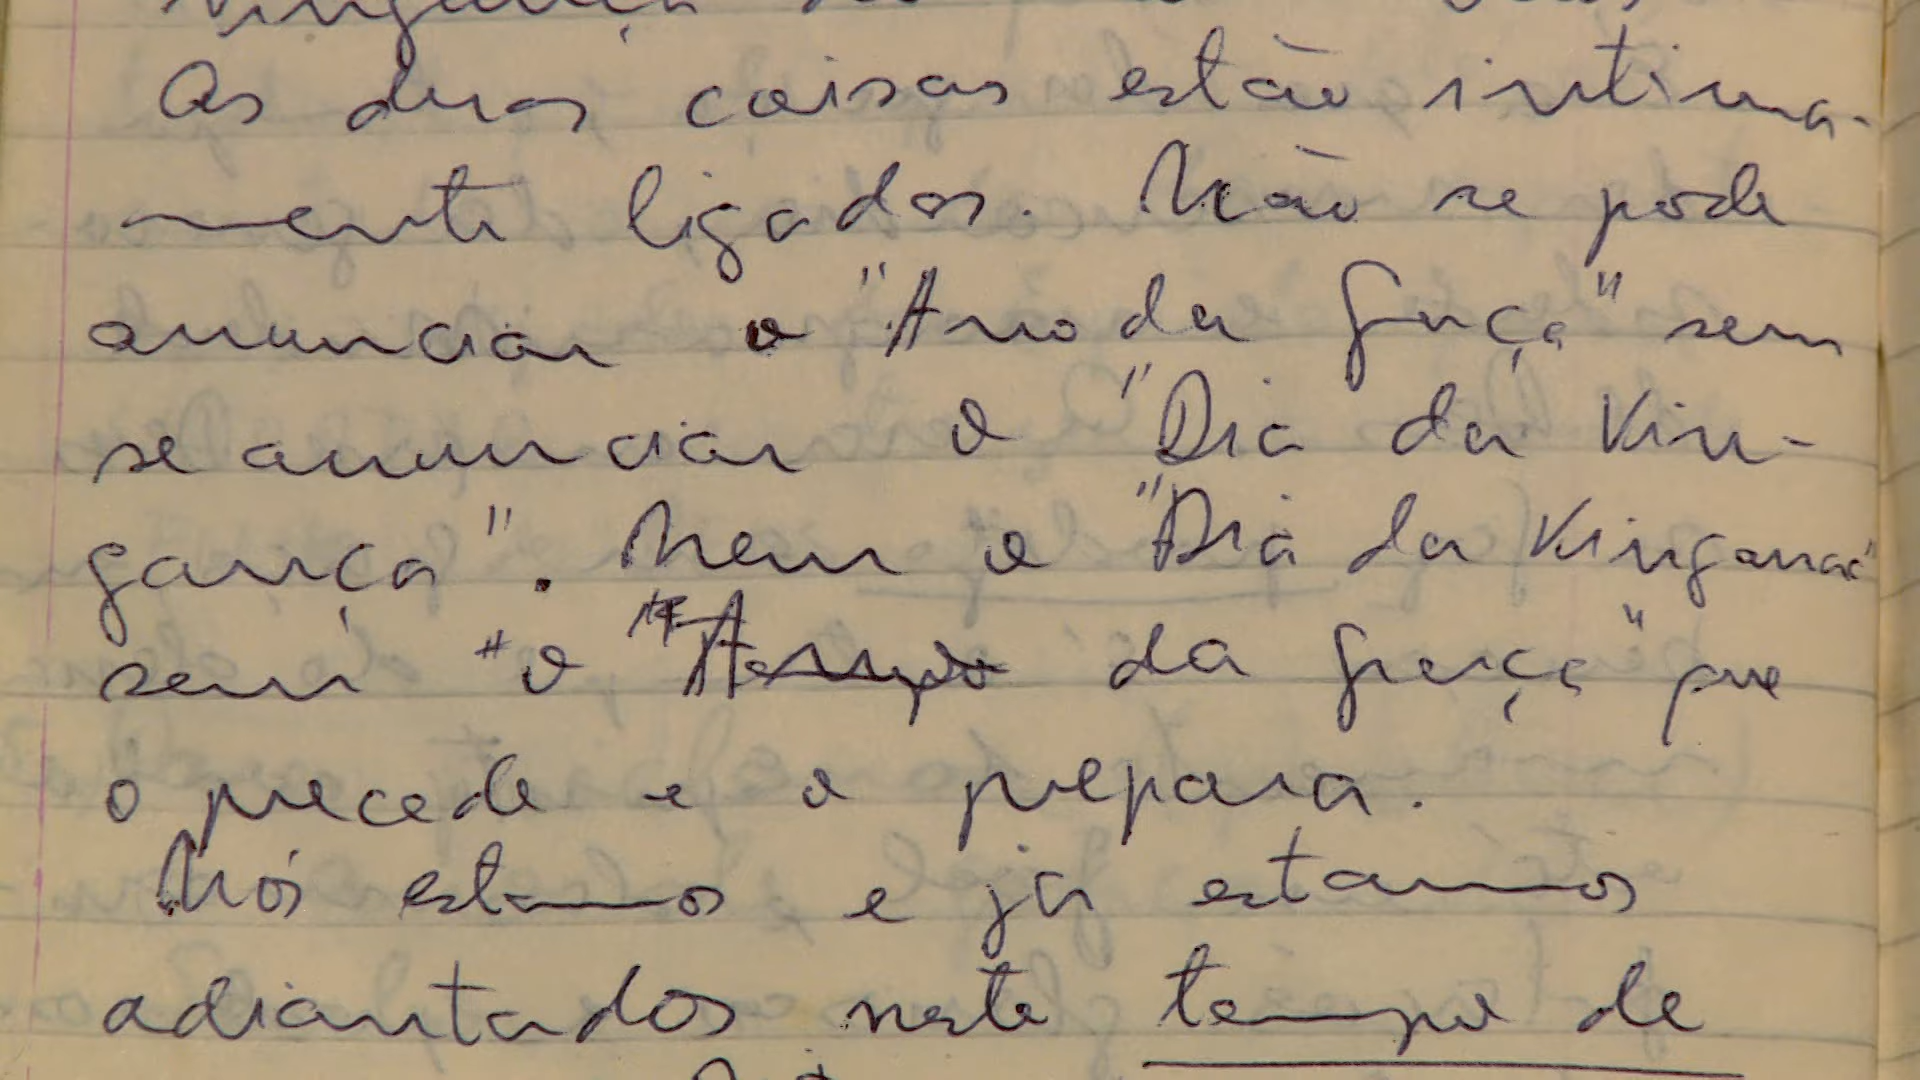 As duas coisas estão intima-
mente ligadas. Não se pode
anunciar o "Ano da Graça" sem
se anunciar o "Dia da Vin-
gança". Nem o "Dia da Vingança"
sem "o Tempo da Graça" que
o precede e o prepara.
Nós estamos e já estamos
adiantados neste tempo de